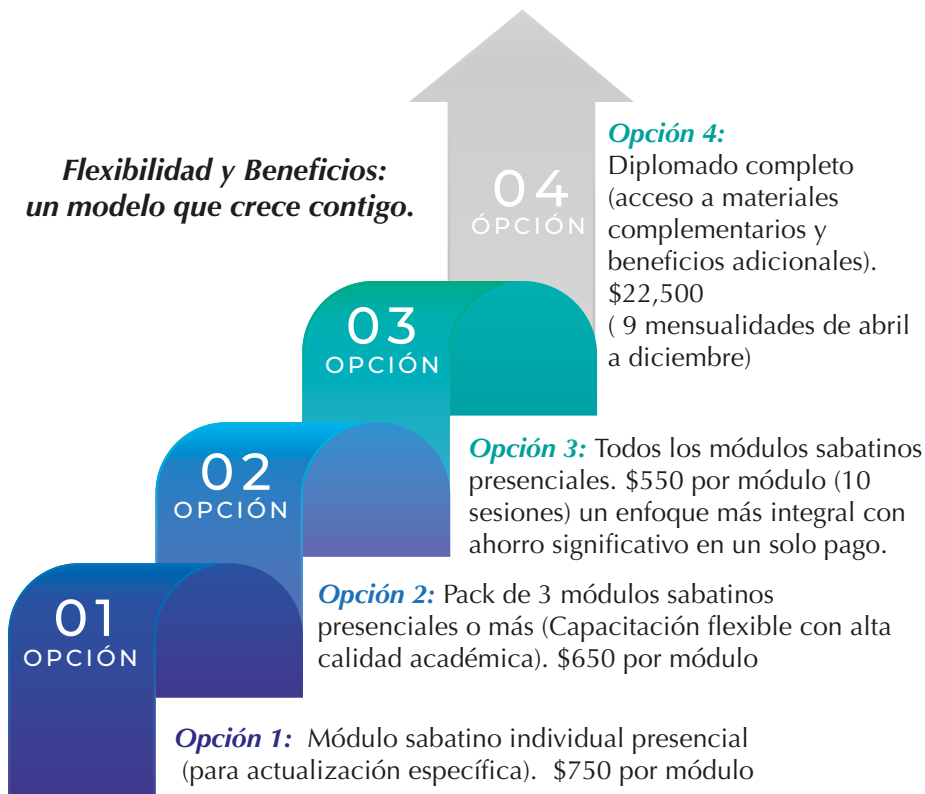 Flexibilidad y Beneficios:
un modelo que crece contigo.
04
ÓPCIÓN
Opción 4:
Diplomado completo
(acceso a materiales
complementarios y
beneficios adicionales).
$22,500
( 9 mensualidades de abril
a diciembre)
03
OPCIÓN
Opción 3: Todos los módulos sabatinos
presenciales. $550 por módulo (10
sesiones) un enfoque más integral con
ahorro significativo en un solo pago.
02
OPCIÓN
Opción 2: Pack de 3 módulos sabatinos
presenciales o más (Capacitación flexible con alta
calidad académica). $650 por módulo
01
OPCIÓN
Opción 1: Módulo sabatino individual presencial
(para actualización específica). $750 por módulo